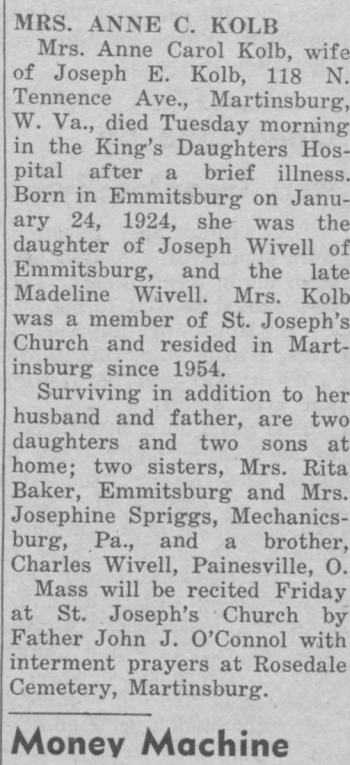 MRS. ANNE C. KOLB
Mrs. Anne Carol Kolb, wife
of Joseph E. Kolb, 118 N.
Tennence Ave., Martinsburg,
W. Va., died Tuesday morning
in the King's Daughters Hos-
pital after a brief illness.
Born in Emmitsburg on Janu-
ary 24, 1924, she was the
daughter of Joseph Wivell of
Emmitsburg, and the late
Madeline Wivell. Mrs. Kolb
was a member of St. Joseph's
Church and resided in Mart-
insburg since 1954.
Surviving in addition to her
husband and father, are two
daughters and two sons at
home; two sisters, Mrs. Rita
Baker, Emmitsburg and Mrs.
Josephine Spriggs, Mechanics-
burg, Pa., and a brother,
Charles Wivell, Painesville, O.
Mass will be recited Friday
at St. Joseph's Church by
Father John J. O'Connol with
interment prayers at Rosedale
Cemetery, Martinsburg.
Money Machine